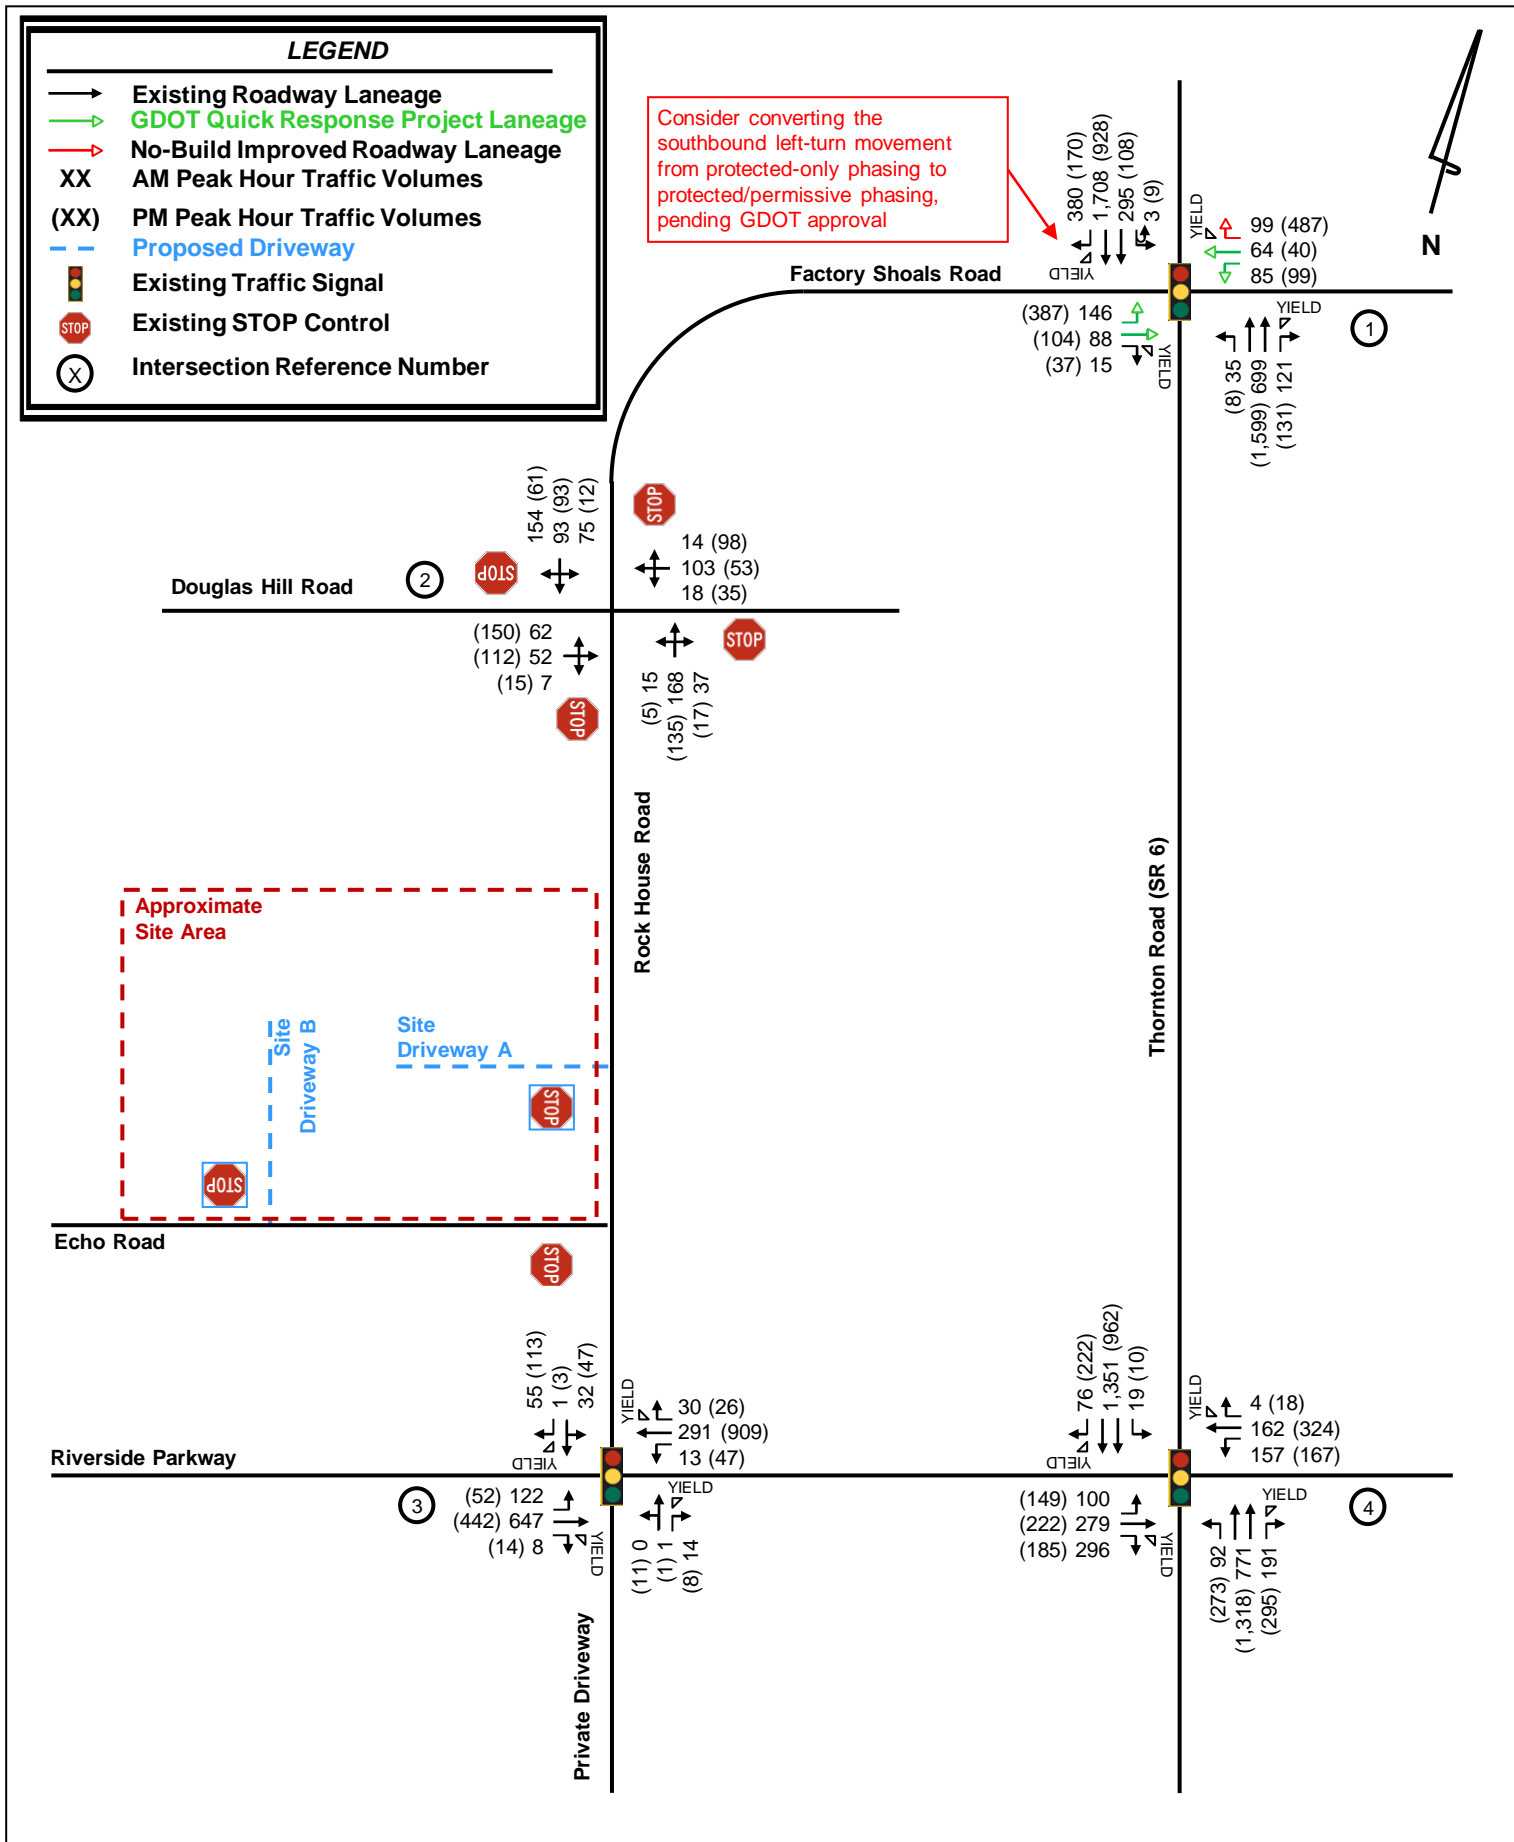 LEGEND
Existing Roadway Laneage
GDOT Quick Response Project Laneage
No-Build Improved Roadway Laneage
XX AM Peak Hour Traffic Volumes
(XX) PM Peak Hour Traffic Volumes
Proposed Driveway
Existing Traffic Signal
STOP Existing STOP Control
X Intersection Reference Number
Consider converting the
southbound left-turn movement
from protected-only phasing to
protected/permissive phasing,
pending GDOT approval
N
380 (170)
1,708 (928)
295 (108)
3 (9)
YIELD
YIELD
99 (487)
64 (40)
85 (99)
Factory Shoals Road
(387) 146
(104) 88
(37) 15
YIELD
YIELD
(8) 35
(1,599) 699
(131) 121
1
154 (61)
93 (93)
75 (12)
STOP
STOP
14 (98)
103 (53)
18 (35)
Douglas Hill Road
2
(150) 62
(112) 52
(15) 7
STOP
STOP
(5) 15
(135) 168
(17) 37
Rock House Road
Thornton Road (SR 6)
Approximate
Site Area
Site
Driveway B
Site
Driveway A
STOP
STOP
Echo Road
STOP
55 (113)
1 (3)
32 (47)
YIELD
YIELD
30 (26)
291 (909)
13 (47)
Riverside Parkway
3
(52) 122
(442) 647
(14) 8
YIELD
YIELD
(11) 0
(1) 1
(8) 14
Private Driveway
76 (222)
1,351 (962)
19 (10)
YIELD
YIELD
4 (18)
162 (324)
157 (167)
(149) 100
(222) 279
(185) 296
YIELD
YIELD
(273) 92
(1,318) 771
(295) 191
4